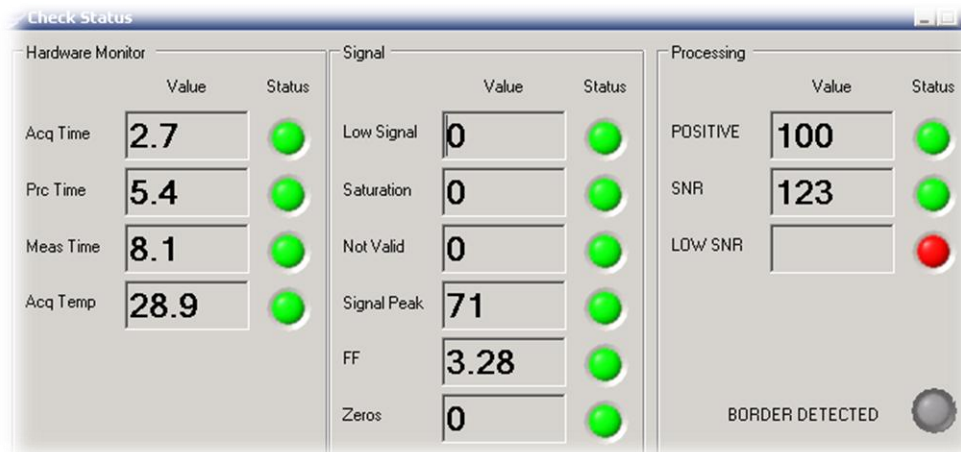 Check Status
Hardware Monitor
Value Status
Acq Time 2.7
Prc Time 5.4
Meas Time 8.1
Acq Temp 28.9
Signal
Value Status
Low Signal 0
Saturation 0
Not Valid 0
Signal Peak 71
FF 3.28
Zeros 0
Processing
Value Status
POSITIVE 100
SNR 123
LOW SNR
BORDER DETECTED